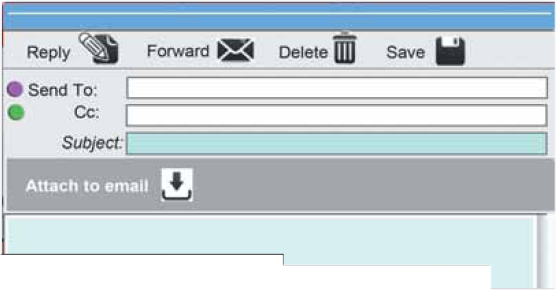 Reply Forward Delete Save
Send To:
Cc:
Subject:
Attach to email